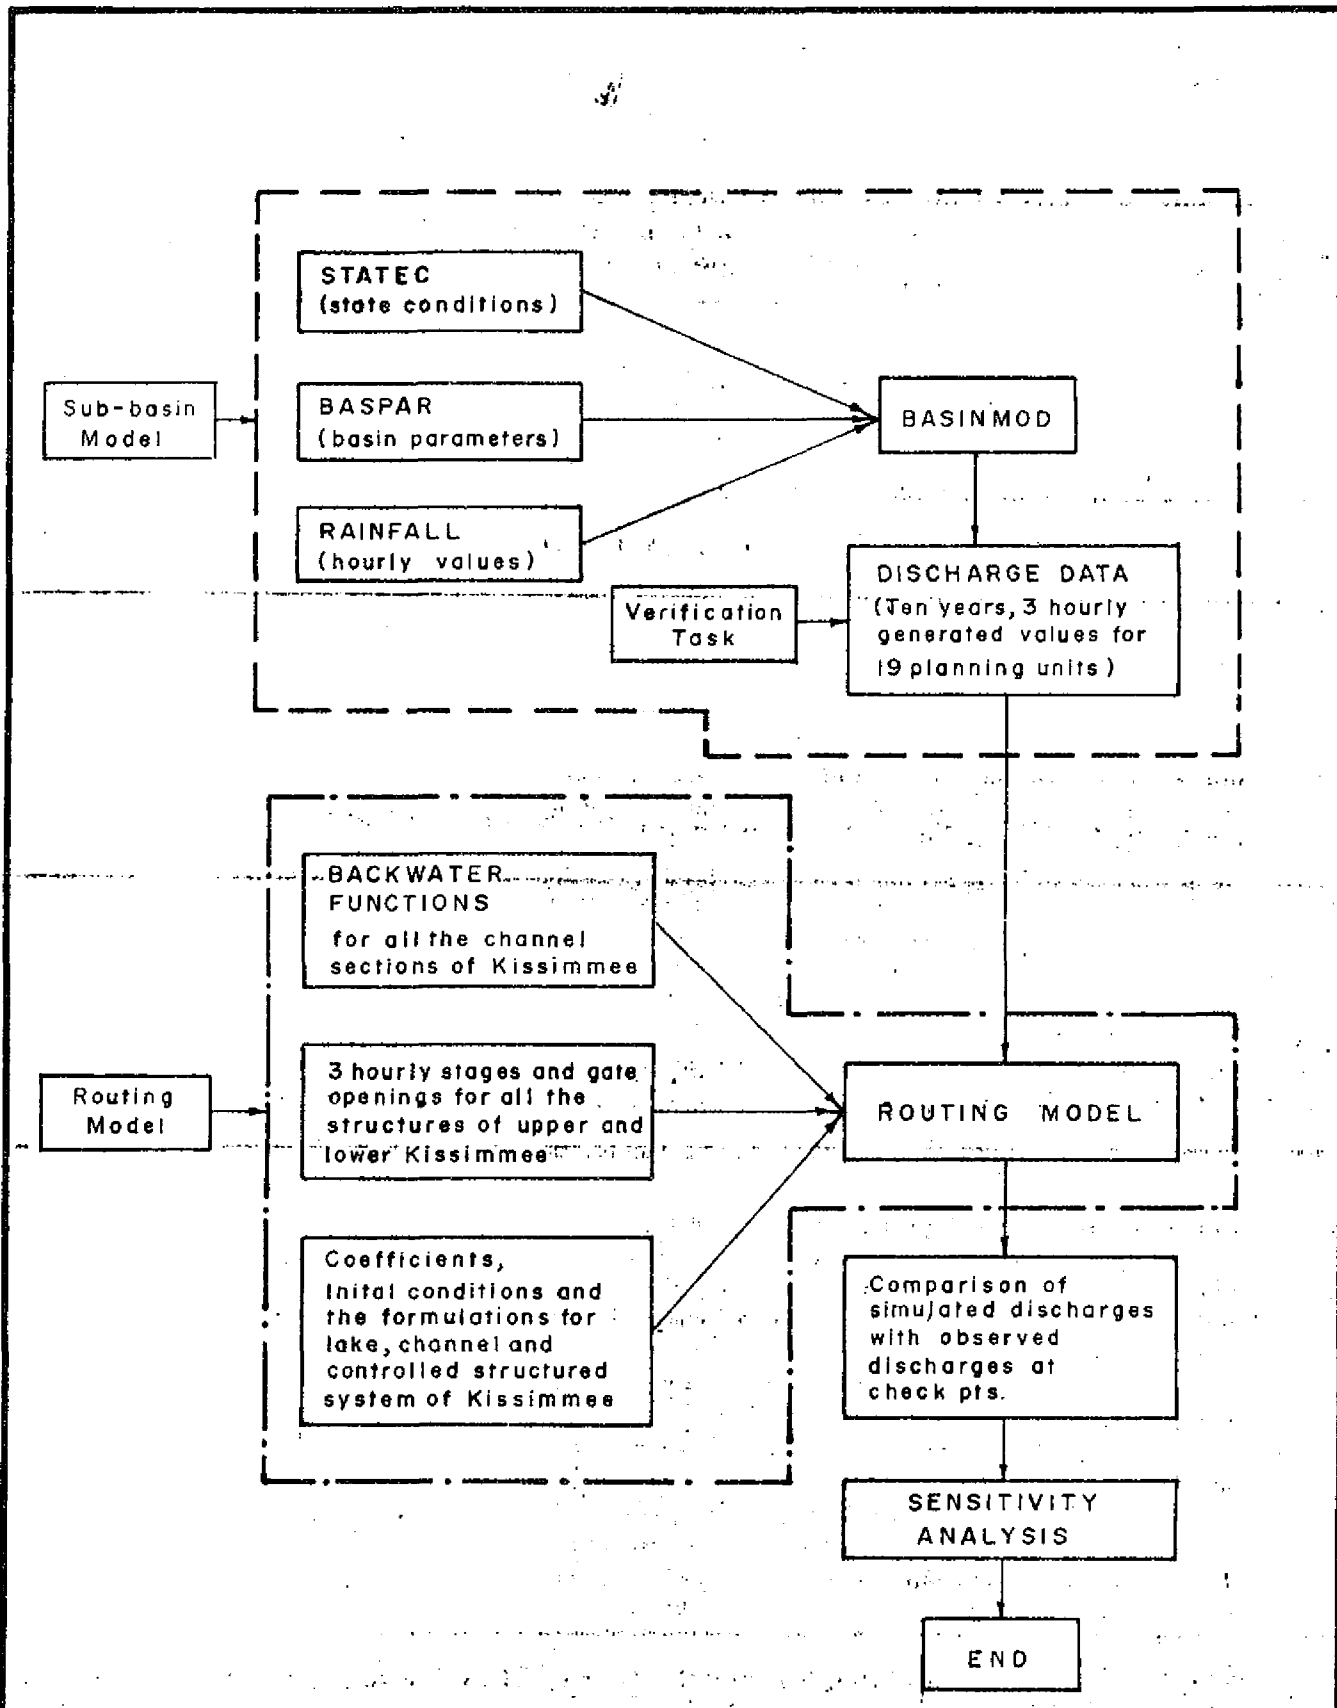 STATEC
(state conditions)
Sub-basin
Model
BASPAR
(basin parameters)
BASINMOD
RAINFALL
(hourly values)
Verification
Task
DISCHARGE DATA
(Ten years, 3 hourly
generated values for
19 planning units)
BACKWATER
FUNCTIONS
for all the channel
sections of Kissimmee
Routing
Model
3 hourly stages and gate
openings for all the
structures of upper and
lower Kissimmee
ROUTING MODEL
Coefficients,
Inital conditions and
the formulations for
lake, channel and
controlled structured
system of Kissimmee
Comparison of
simulated discharges
with observed
discharges at
check pts.
SENSITIVITY
ANALYSIS
END